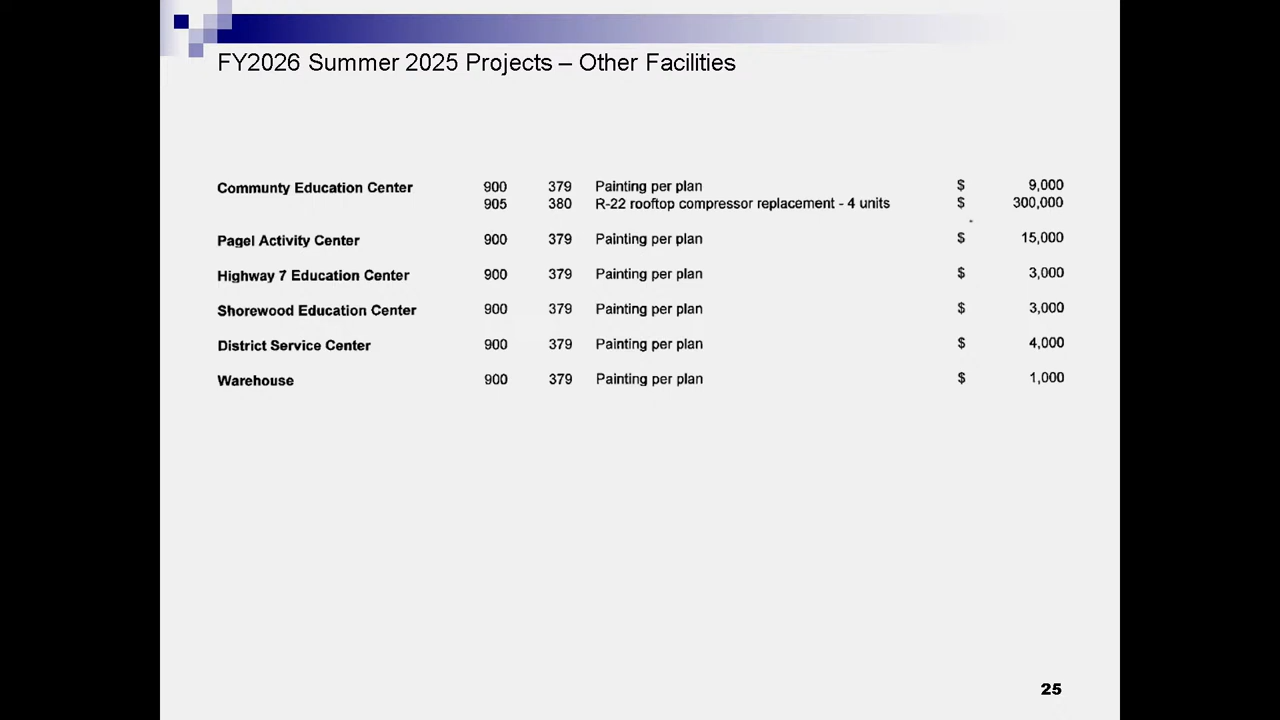 FY2026 Summer 2025 Projects – Other Facilities
Communty Education Center 900 379 Painting per plan $ 9,000
905 380 R-22 rooftop compressor replacement - 4 units $ 300,000
Pagel Activity Center 900 379 Painting per plan $ 15,000
Highway 7 Education Center 900 379 Painting per plan $ 3,000
Shorewood Education Center 900 379 Painting per plan $ 3,000
District Service Center 900 379 Painting per plan $ 4,000
Warehouse 900 379 Painting per plan $ 1,000
25